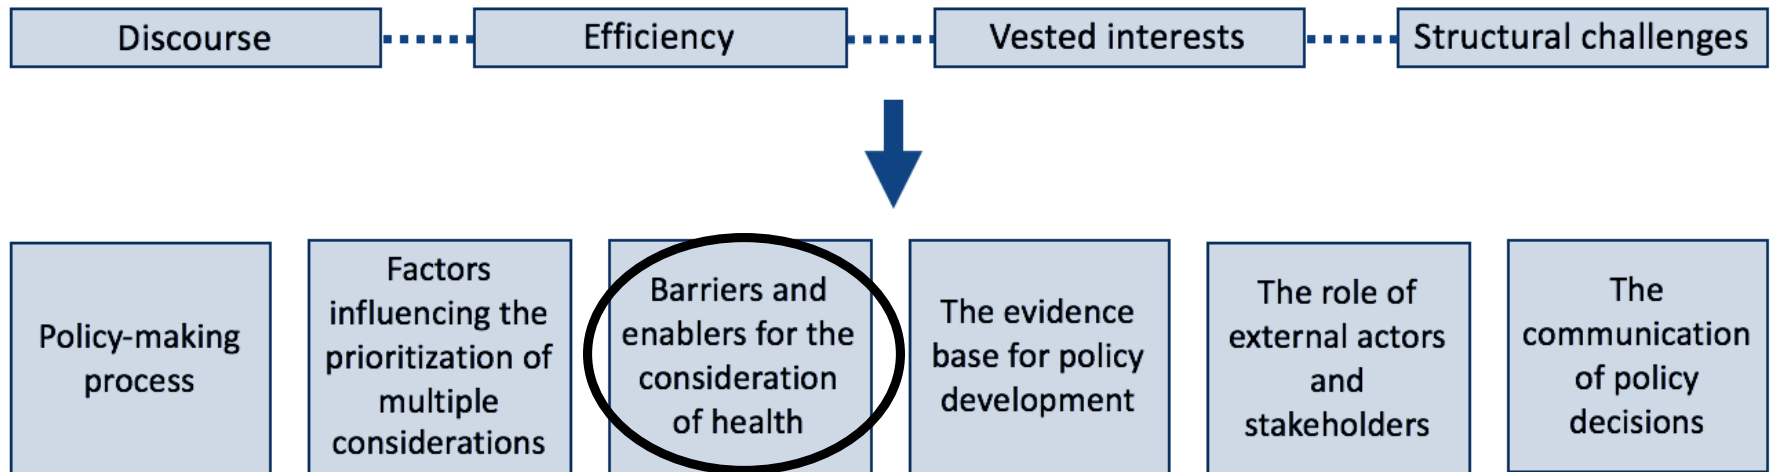 Discourse
Efficiency
Vested interests
Structural challenges
Policy-making
process
Factors
influencing the
prioritization of
multiple
considerations
Barriers and
enablers for the
consideration
of health
The evidence
base for policy
development
The role of
external actors
and
stakeholders
The
communication
of policy
decisions